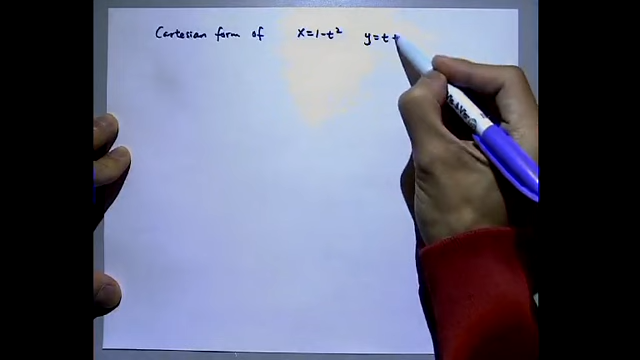 Cartesian form of x=1-t² y=t+